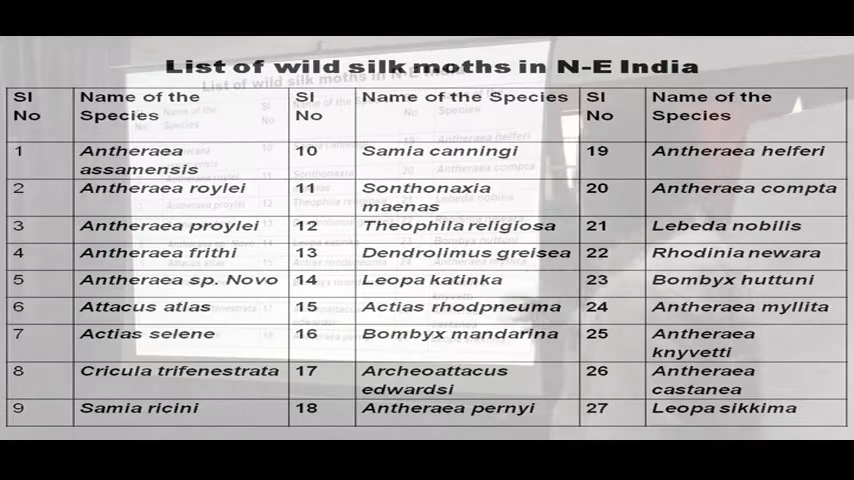 List of wild silk moths in N-E India
Sl No | Name of the Species | Sl No | Name of the Species | Sl No | Name of the Species
1 | Antheraea assamensis | 10 | Samia canningi | 19 | Antheraea helferi
2 | Antheraea roylei | 11 | Sonthonaxia maenas | 20 | Antheraea compta
3 | Antheraea proylei | 12 | Theophila religiosa | 21 | Lebeda nobilis
4 | Antheraea frithi | 13 | Dendrolimus greisea | 22 | Rhodinia newara
5 | Antheraea sp. Novo | 14 | Leopa katinka | 23 | Bombyx huttuni
6 | Attacus atlas | 15 | Actias rhodpneuma | 24 | Antheraea myllita
7 | Actias selene | 16 | Bombyx mandarina | 25 | Antheraea knyvetti
8 | Cricula trifenestrata | 17 | Archeoattacus edwardsi | 26 | Antheraea castanea
9 | Samia ricini | 18 | Antheraea pernyi | 27 | Leopa sikkima